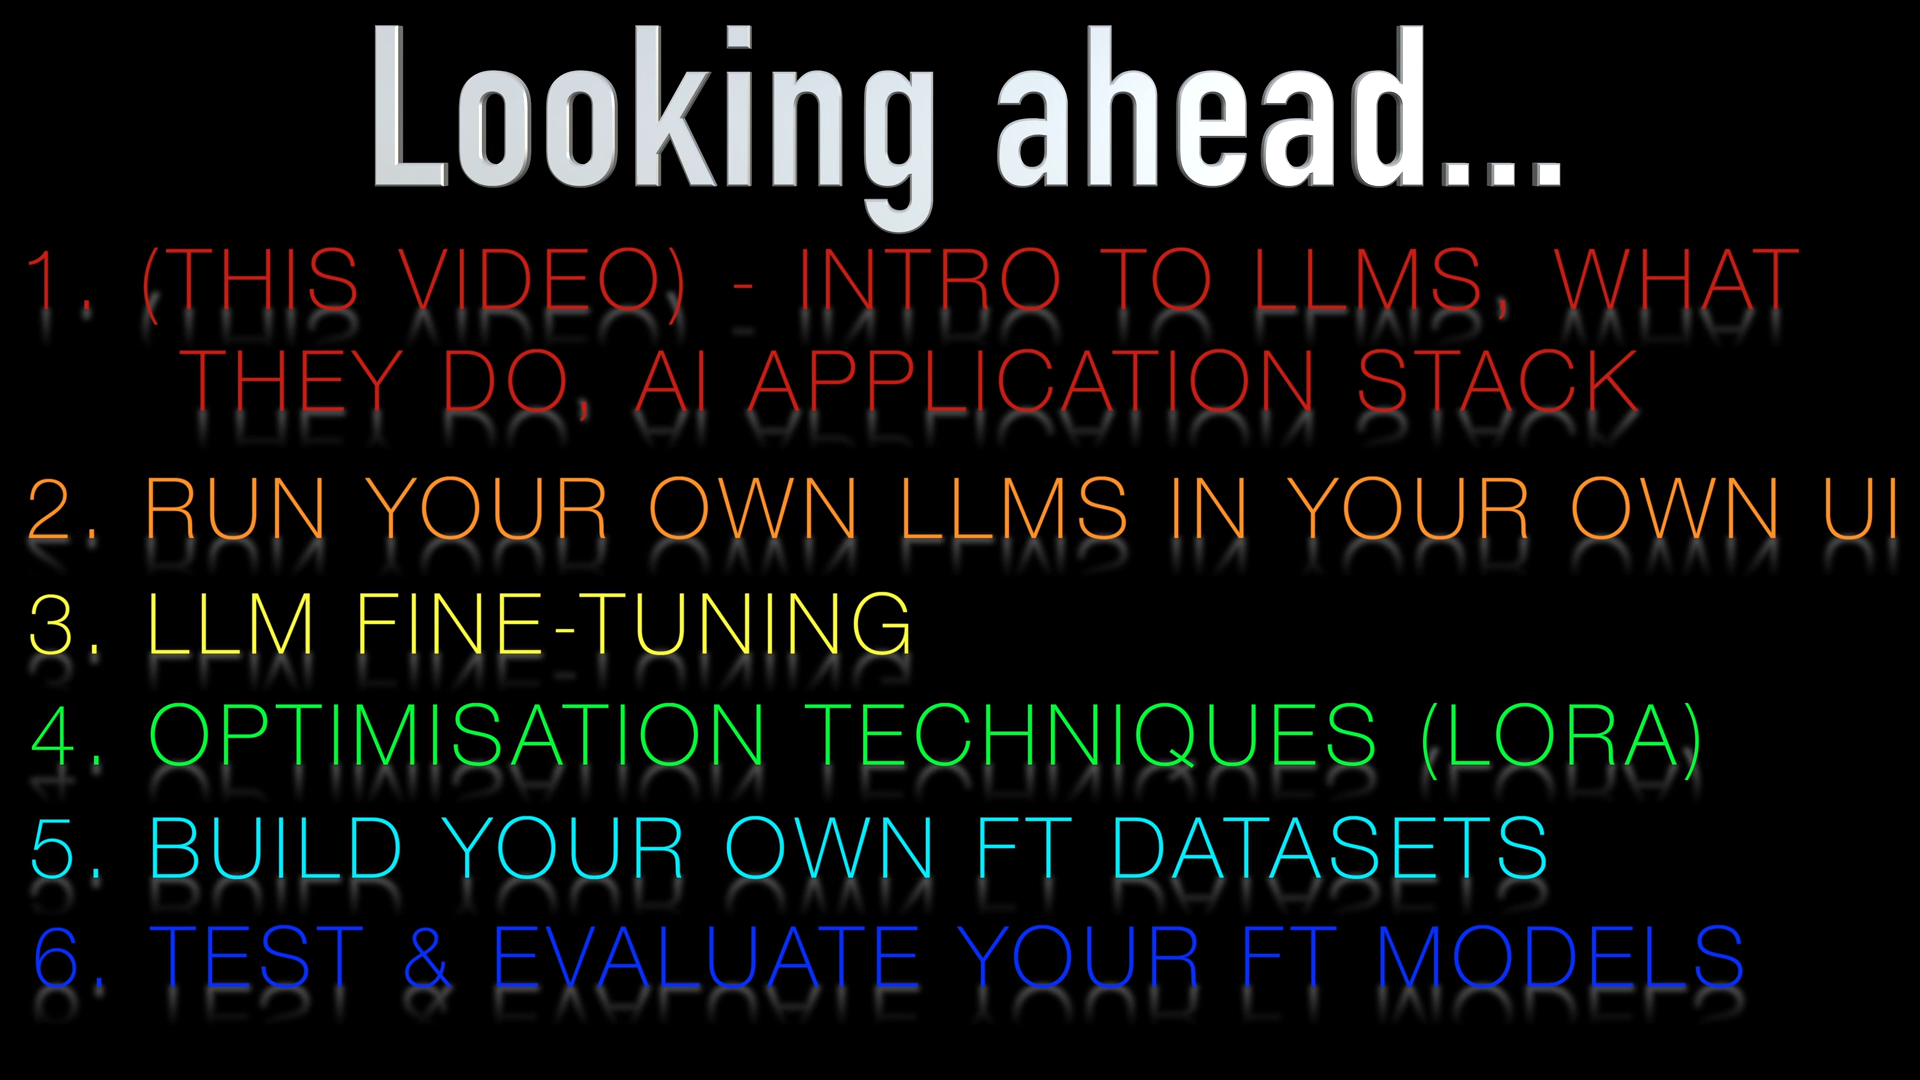 Looking ahead...
1. (THIS VIDEO) - INTRO TO LLMS, WHAT
THEY DO, AI APPLICATION STACK
2. RUN YOUR OWN LLMS IN YOUR OWN UI
3. LLM FINE-TUNING
4. OPTIMISATION TECHNIQUES (LORA)
5. BUILD YOUR OWN FT DATASETS
6. TEST & EVALUATE YOUR FT MODELS